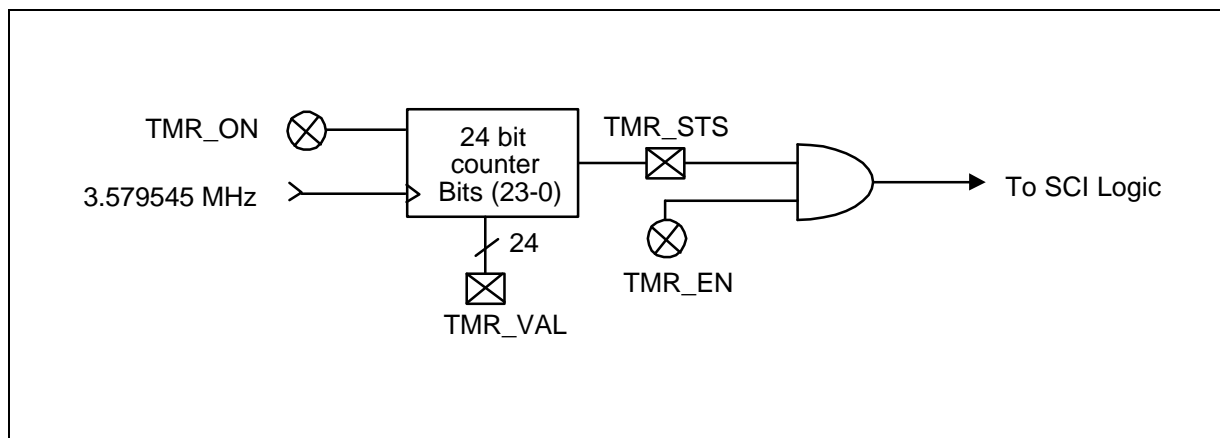 TMR_ON
3.579545 MHz
24 bit
counter
Bits (23-0)
24
TMR_VAL
TMR_STS
TMR_EN
To SCI Logic